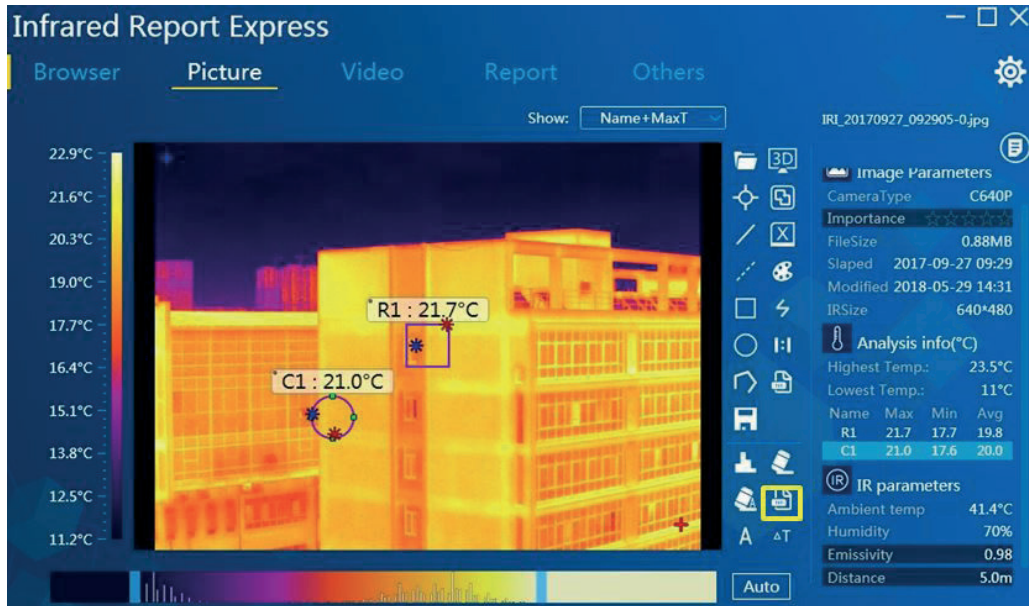 Infrared Report Express
Browser Picture Video Report Others
Show: Name+MaxT
IRI_20170927_092905-0.jpg
22.9°C
21.6°C
20.3°C
19.0°C
17.7°C
16.4°C
15.1°C
13.8°C
12.5°C
11.2°C
R1 : 21.7°C
C1 : 21.0°C
3D
X
1:1
A ΔT
Auto
Image Parameters
CameraType C640P
Importance
FileSize 0.88MB
Slaped 2017-09-27 09:29
Modified 2018-05-29 14:31
IRSize 640*480
Analysis info(°C)
Highest Temp.: 23.5°C
Lowest Temp.: 11°C
Name Max Min Avg
R1 21.7 17.7 19.8
C1 21.0 17.6 20.0
IR IR parameters
Ambient temp 41.4°C
Humidity 70%
Emissivity 0.98
Distance 5.0m